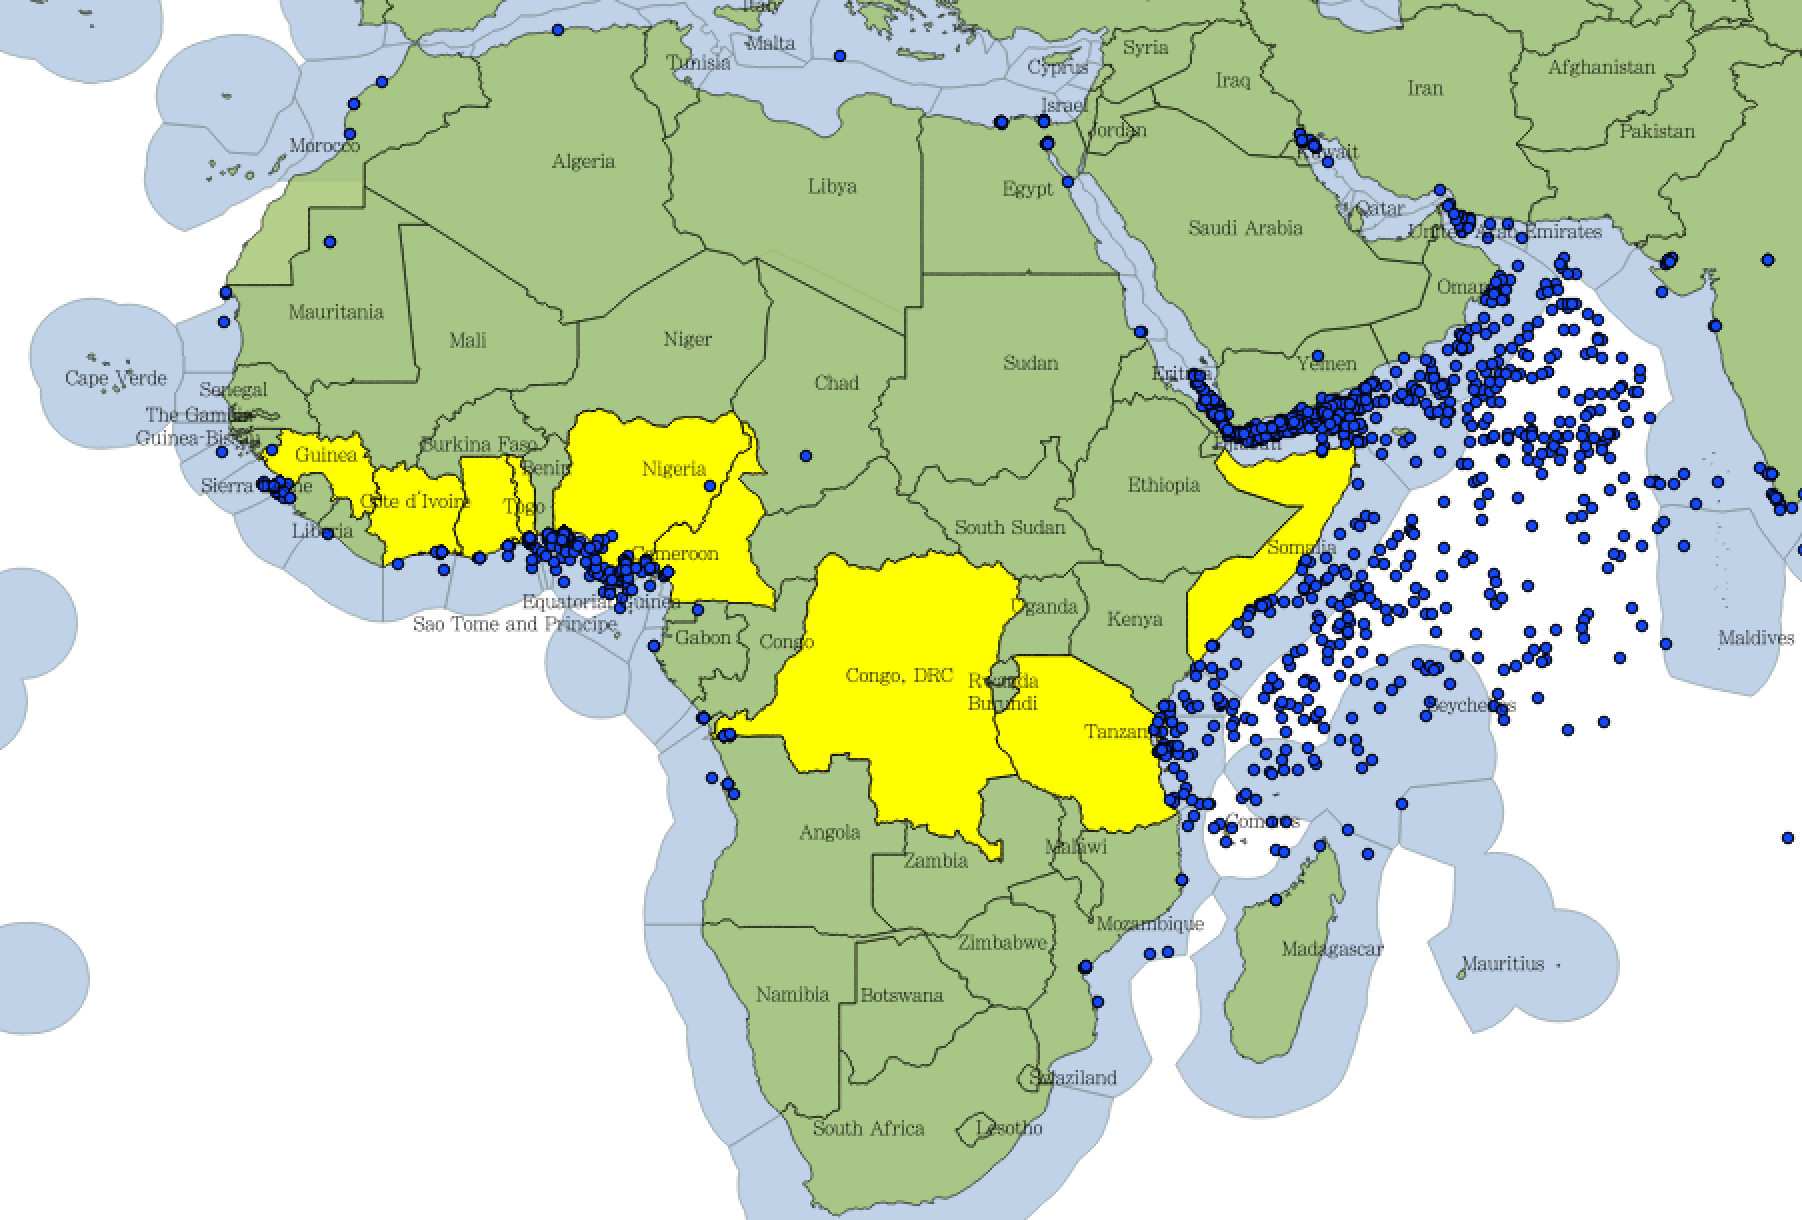 Italy
Malta
Tunisia
Cyprus
Syria
Iraq
Iran
Afghanistan
Israel
Jordan
Pakistan
Morocco
Algeria
Libya
Egypt
Kuwait
Qatar
Saudi Arabia
United Arab Emirates
Oman
Mauritania
Mali
Niger
Chad
Sudan
Eritrea
Yemen
Cape Verde
Senegal
The Gambia
Guinea-Bissau
Guinea
Burkina Faso
Benin
Nigeria
Djibouti
Sierra Leone
Côte d'Ivoire
Togo
Ethiopia
Liberia
South Sudan
Cameroon
Somalia
Equatorial Guinea
Sao Tome and Principe
Gabon
Congo
Uganda
Kenya
Maldives
Congo, DRC
Rwanda
Burundi
Tanzan
Seychelles
Angola
Zambia
Malawi
Comoros
Mozambique
Zimbabwe
Madagascar
Mauritius
Namibia
Botswana
Swaziland
South Africa
Lesotho